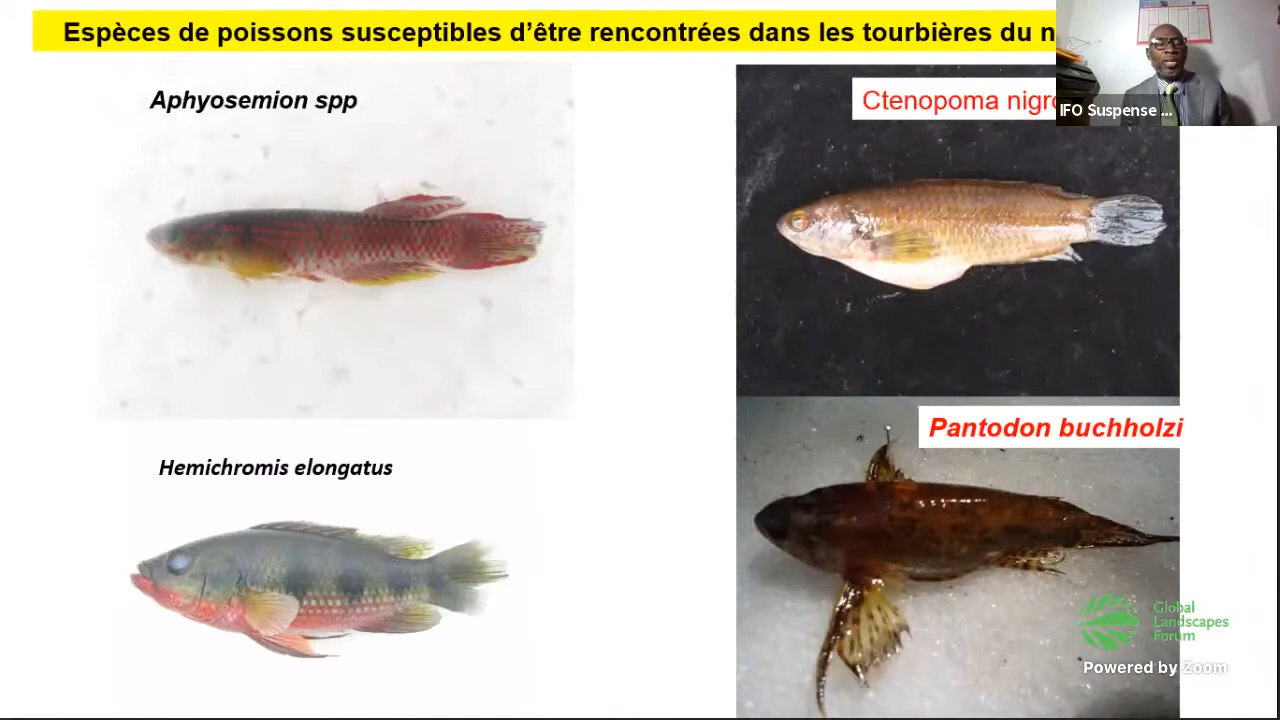 Espèces de poissons susceptibles d'être rencontrées dans les tourbières du
Aphyosemion spp
Ctenopoma
IFO Suspense ...
Pantodon buchholzi
Hemichromis elongatus
Global
Landscapes
Forum
Powered by Zoom